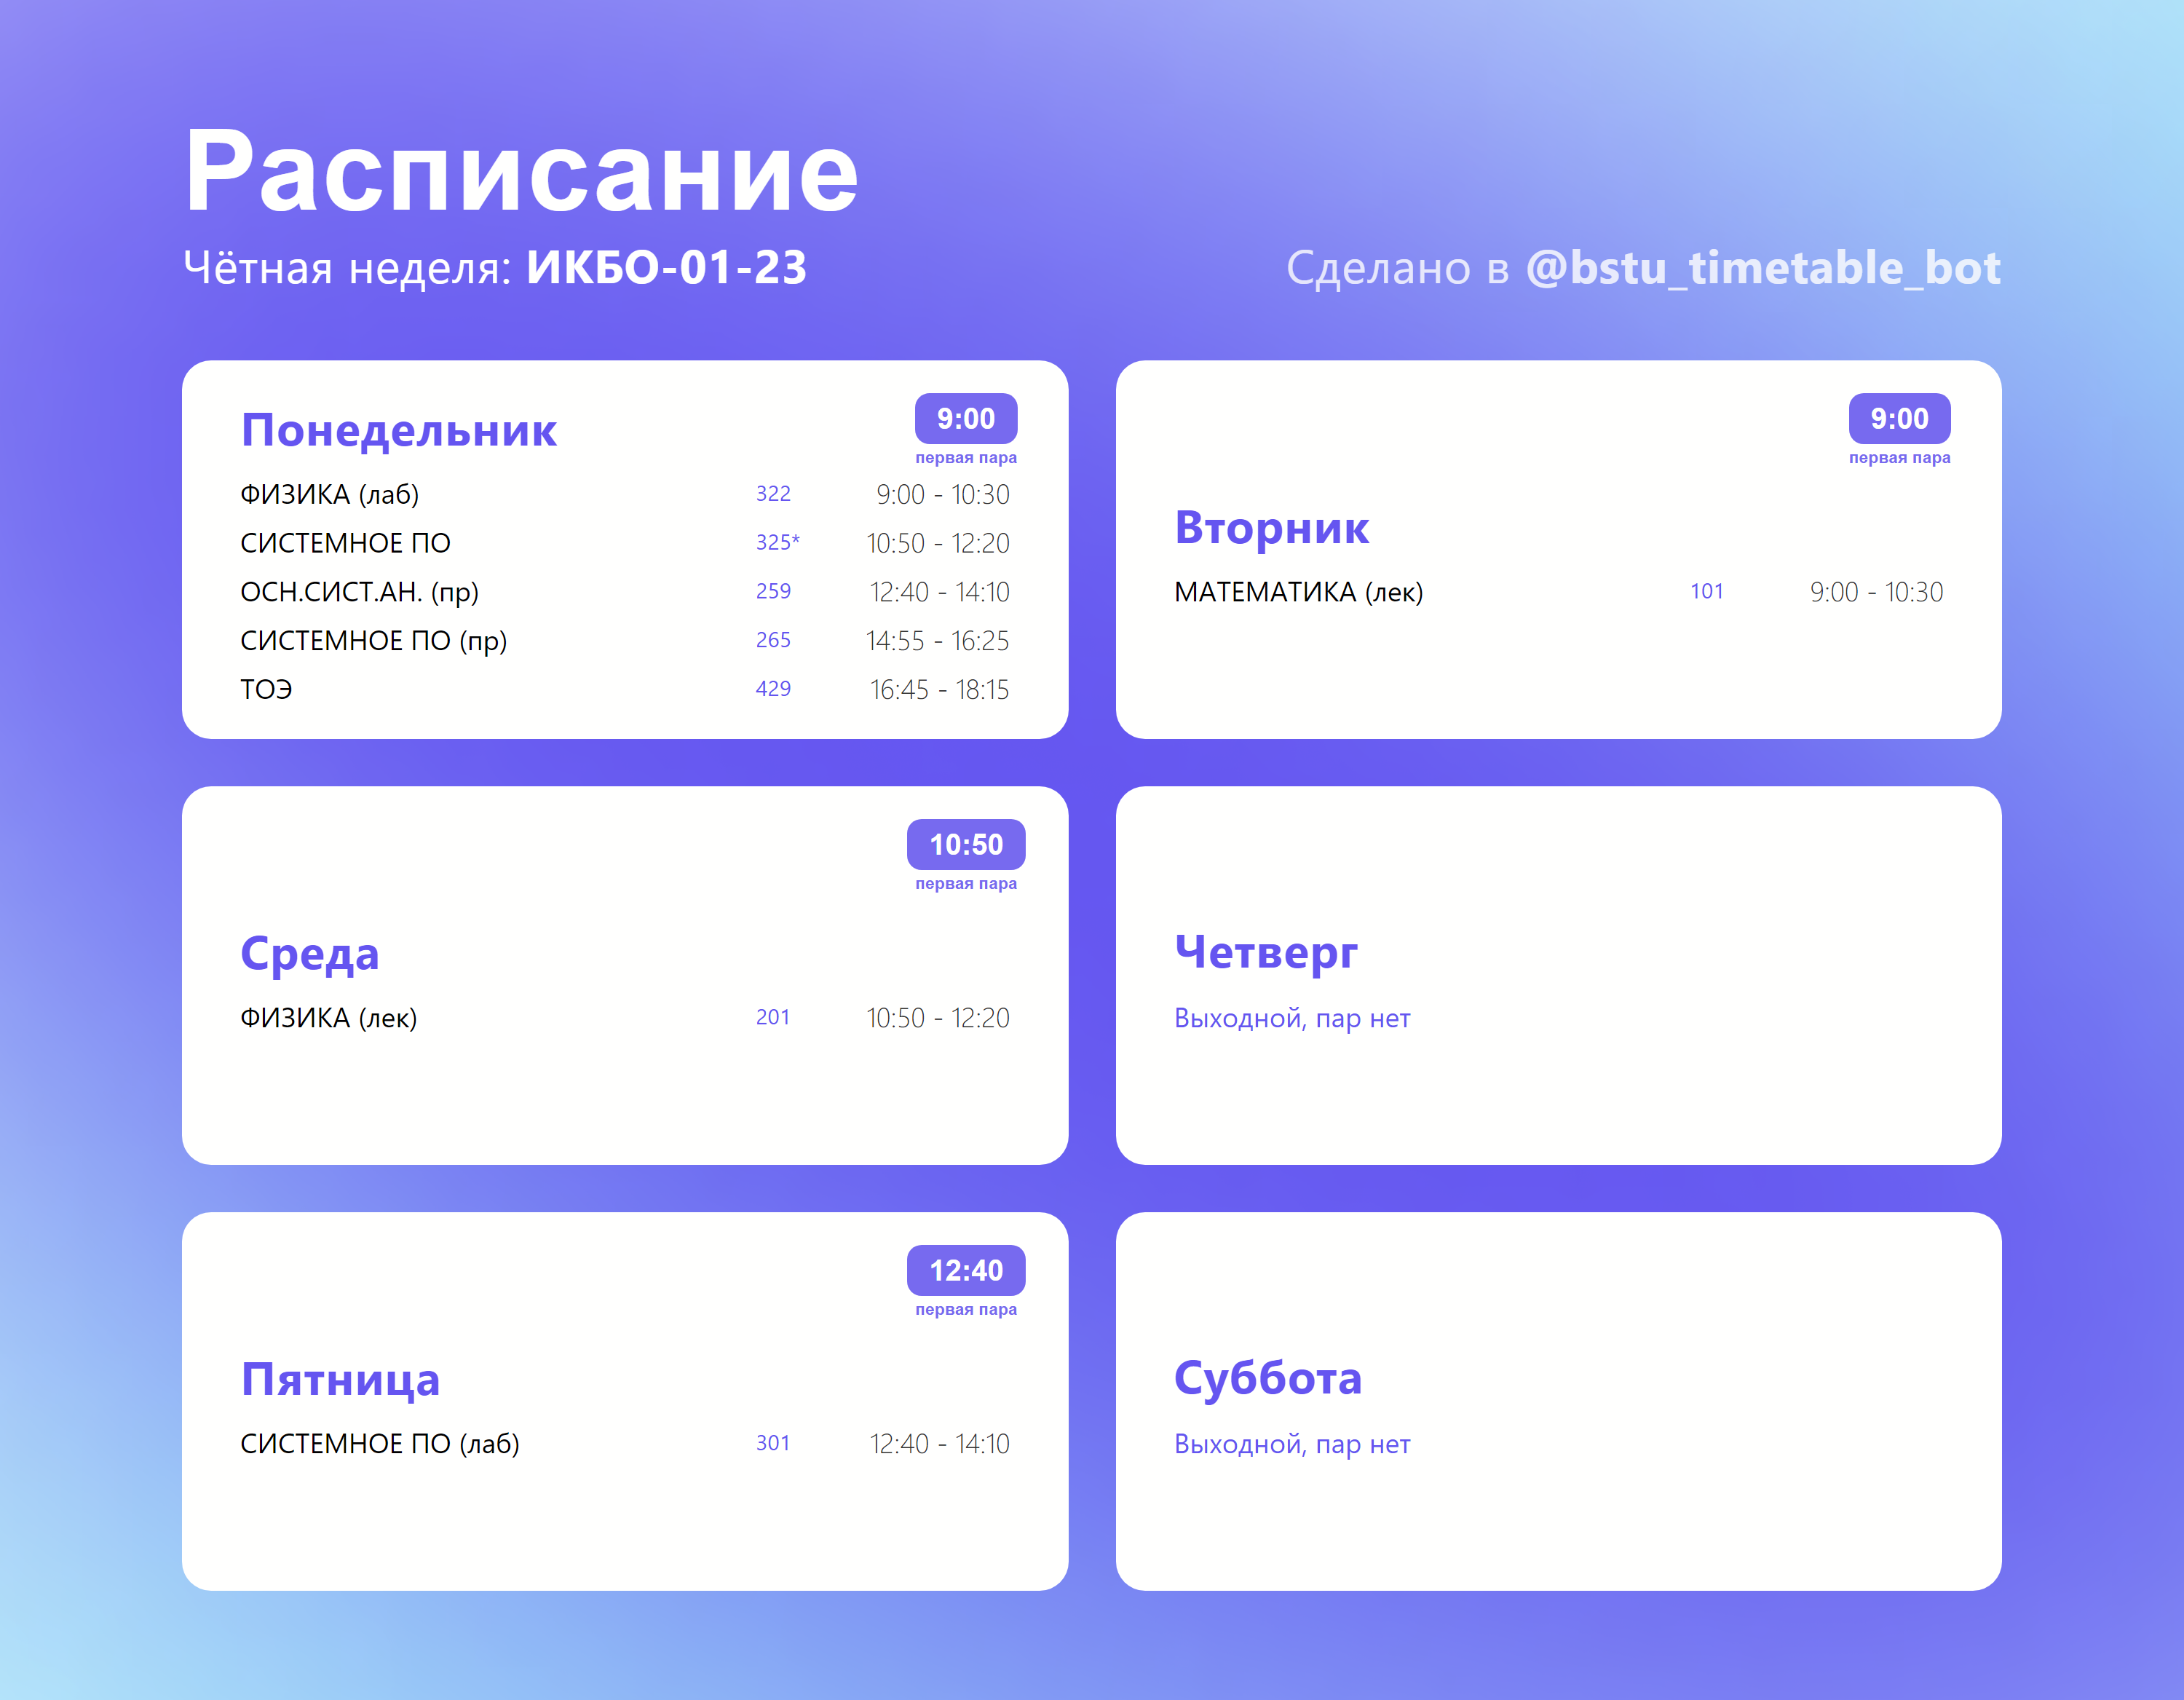 Расписание
Чётная неделя: ИКБО-01-23
Сделано в @bstu_timetable_bot
Понедельник
9:00
первая пара
ФИЗИКА (лаб) 322 9:00 - 10:30
СИСТЕМНОЕ ПО 325* 10:50 - 12:20
ОСН.СИСТ.АН. (пр) 259 12:40 - 14:10
СИСТЕМНОЕ ПО (пр) 265 14:55 - 16:25
ТОЭ 429 16:45 - 18:15
9:00
первая пара
Вторник
МАТЕМАТИКА (лек) 101 9:00 - 10:30
10:50
первая пара
Среда
ФИЗИКА (лек) 201 10:50 - 12:20
Четверг
Выходной, пар нет
12:40
первая пара
Пятница
СИСТЕМНОЕ ПО (лаб) 301 12:40 - 14:10
Суббота
Выходной, пар нет